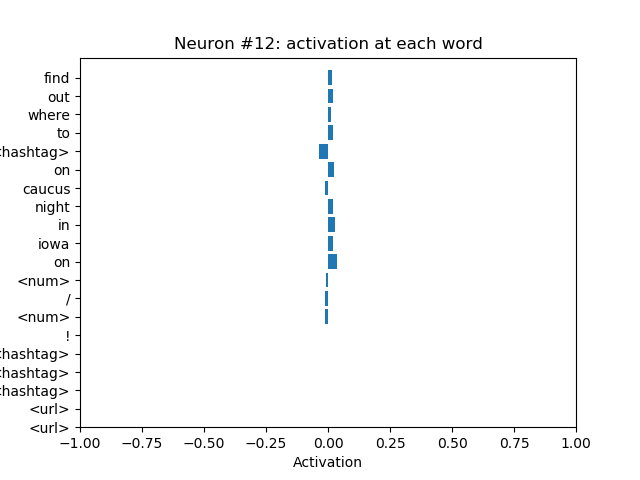 Neuron #12: activation at each word
find
out
where
to
hashtag>
on
caucus
night
in
iowa
on
<num>
/
<num>
!
hashtag>
hashtag>
hashtag>
<url>
<url>
−1.00 −0.75 −0.50 −0.25 0.00 0.25 0.50 0.75 1.00
Activation